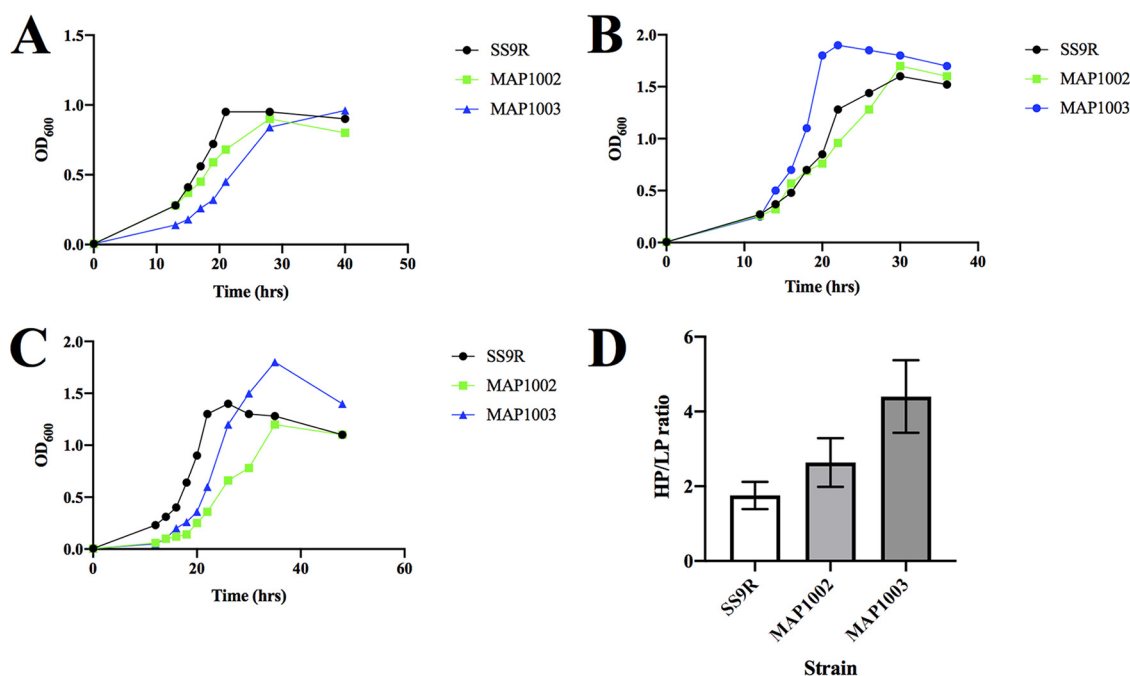 A
1.5
1.0
0.5
0.0
OD600
0 10 20 30 40 50
Time (hrs)
SS9R
MAP1002
MAP1003
B
2.0
1.5
1.0
0.5
0.0
OD600
0 10 20 30 40
Time (hrs)
SS9R
MAP1002
MAP1003
C
2.0
1.5
1.0
0.5
0.0
OD600
0 20 40 60
Time (hrs)
SS9R
MAP1002
MAP1003
D
6
4
2
0
HP/LP ratio
SS9R
MAP1002
MAP1003
Strain